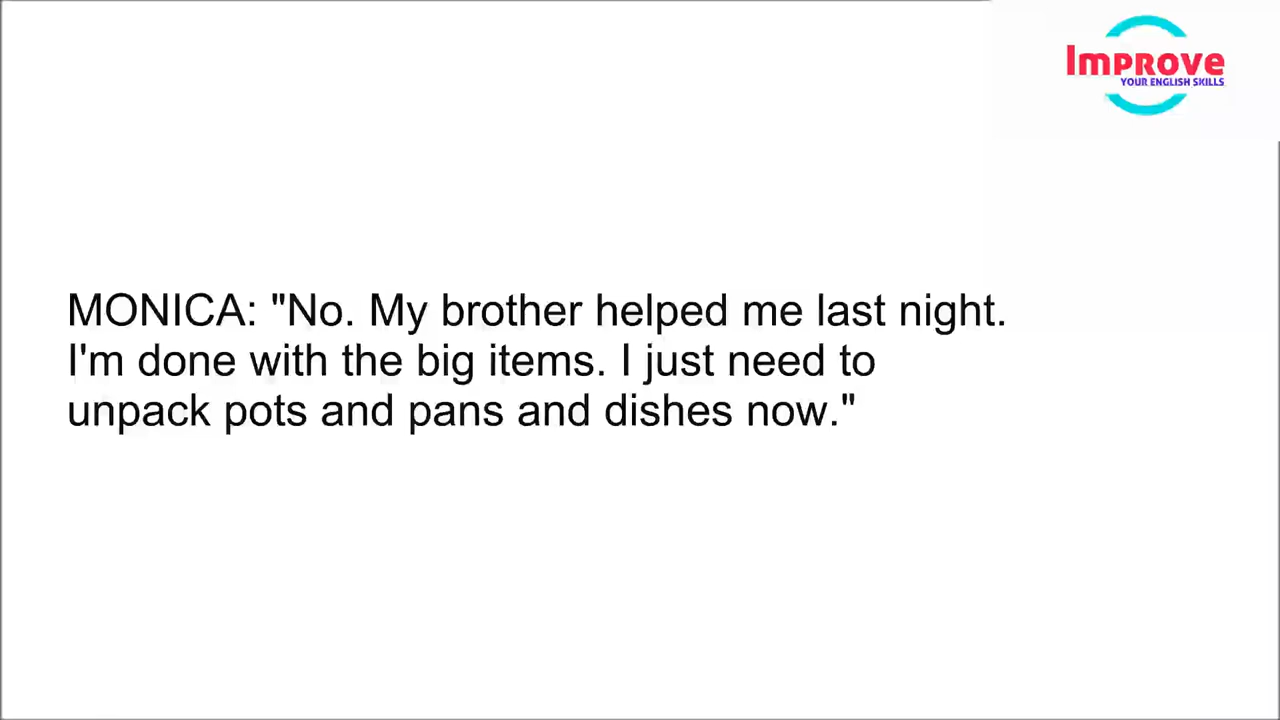 Improve
YOUR ENGLISH SKILLS
MONICA: "No. My brother helped me last night.
I'm done with the big items. I just need to
unpack pots and pans and dishes now."